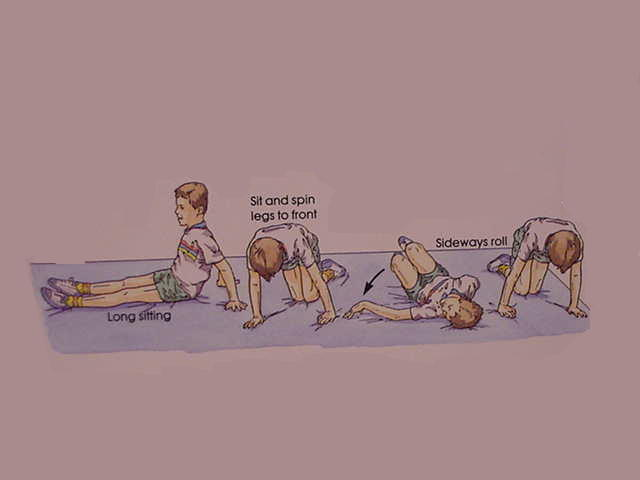 Sit and spin
legs to front
Sideways roll
Long sitting